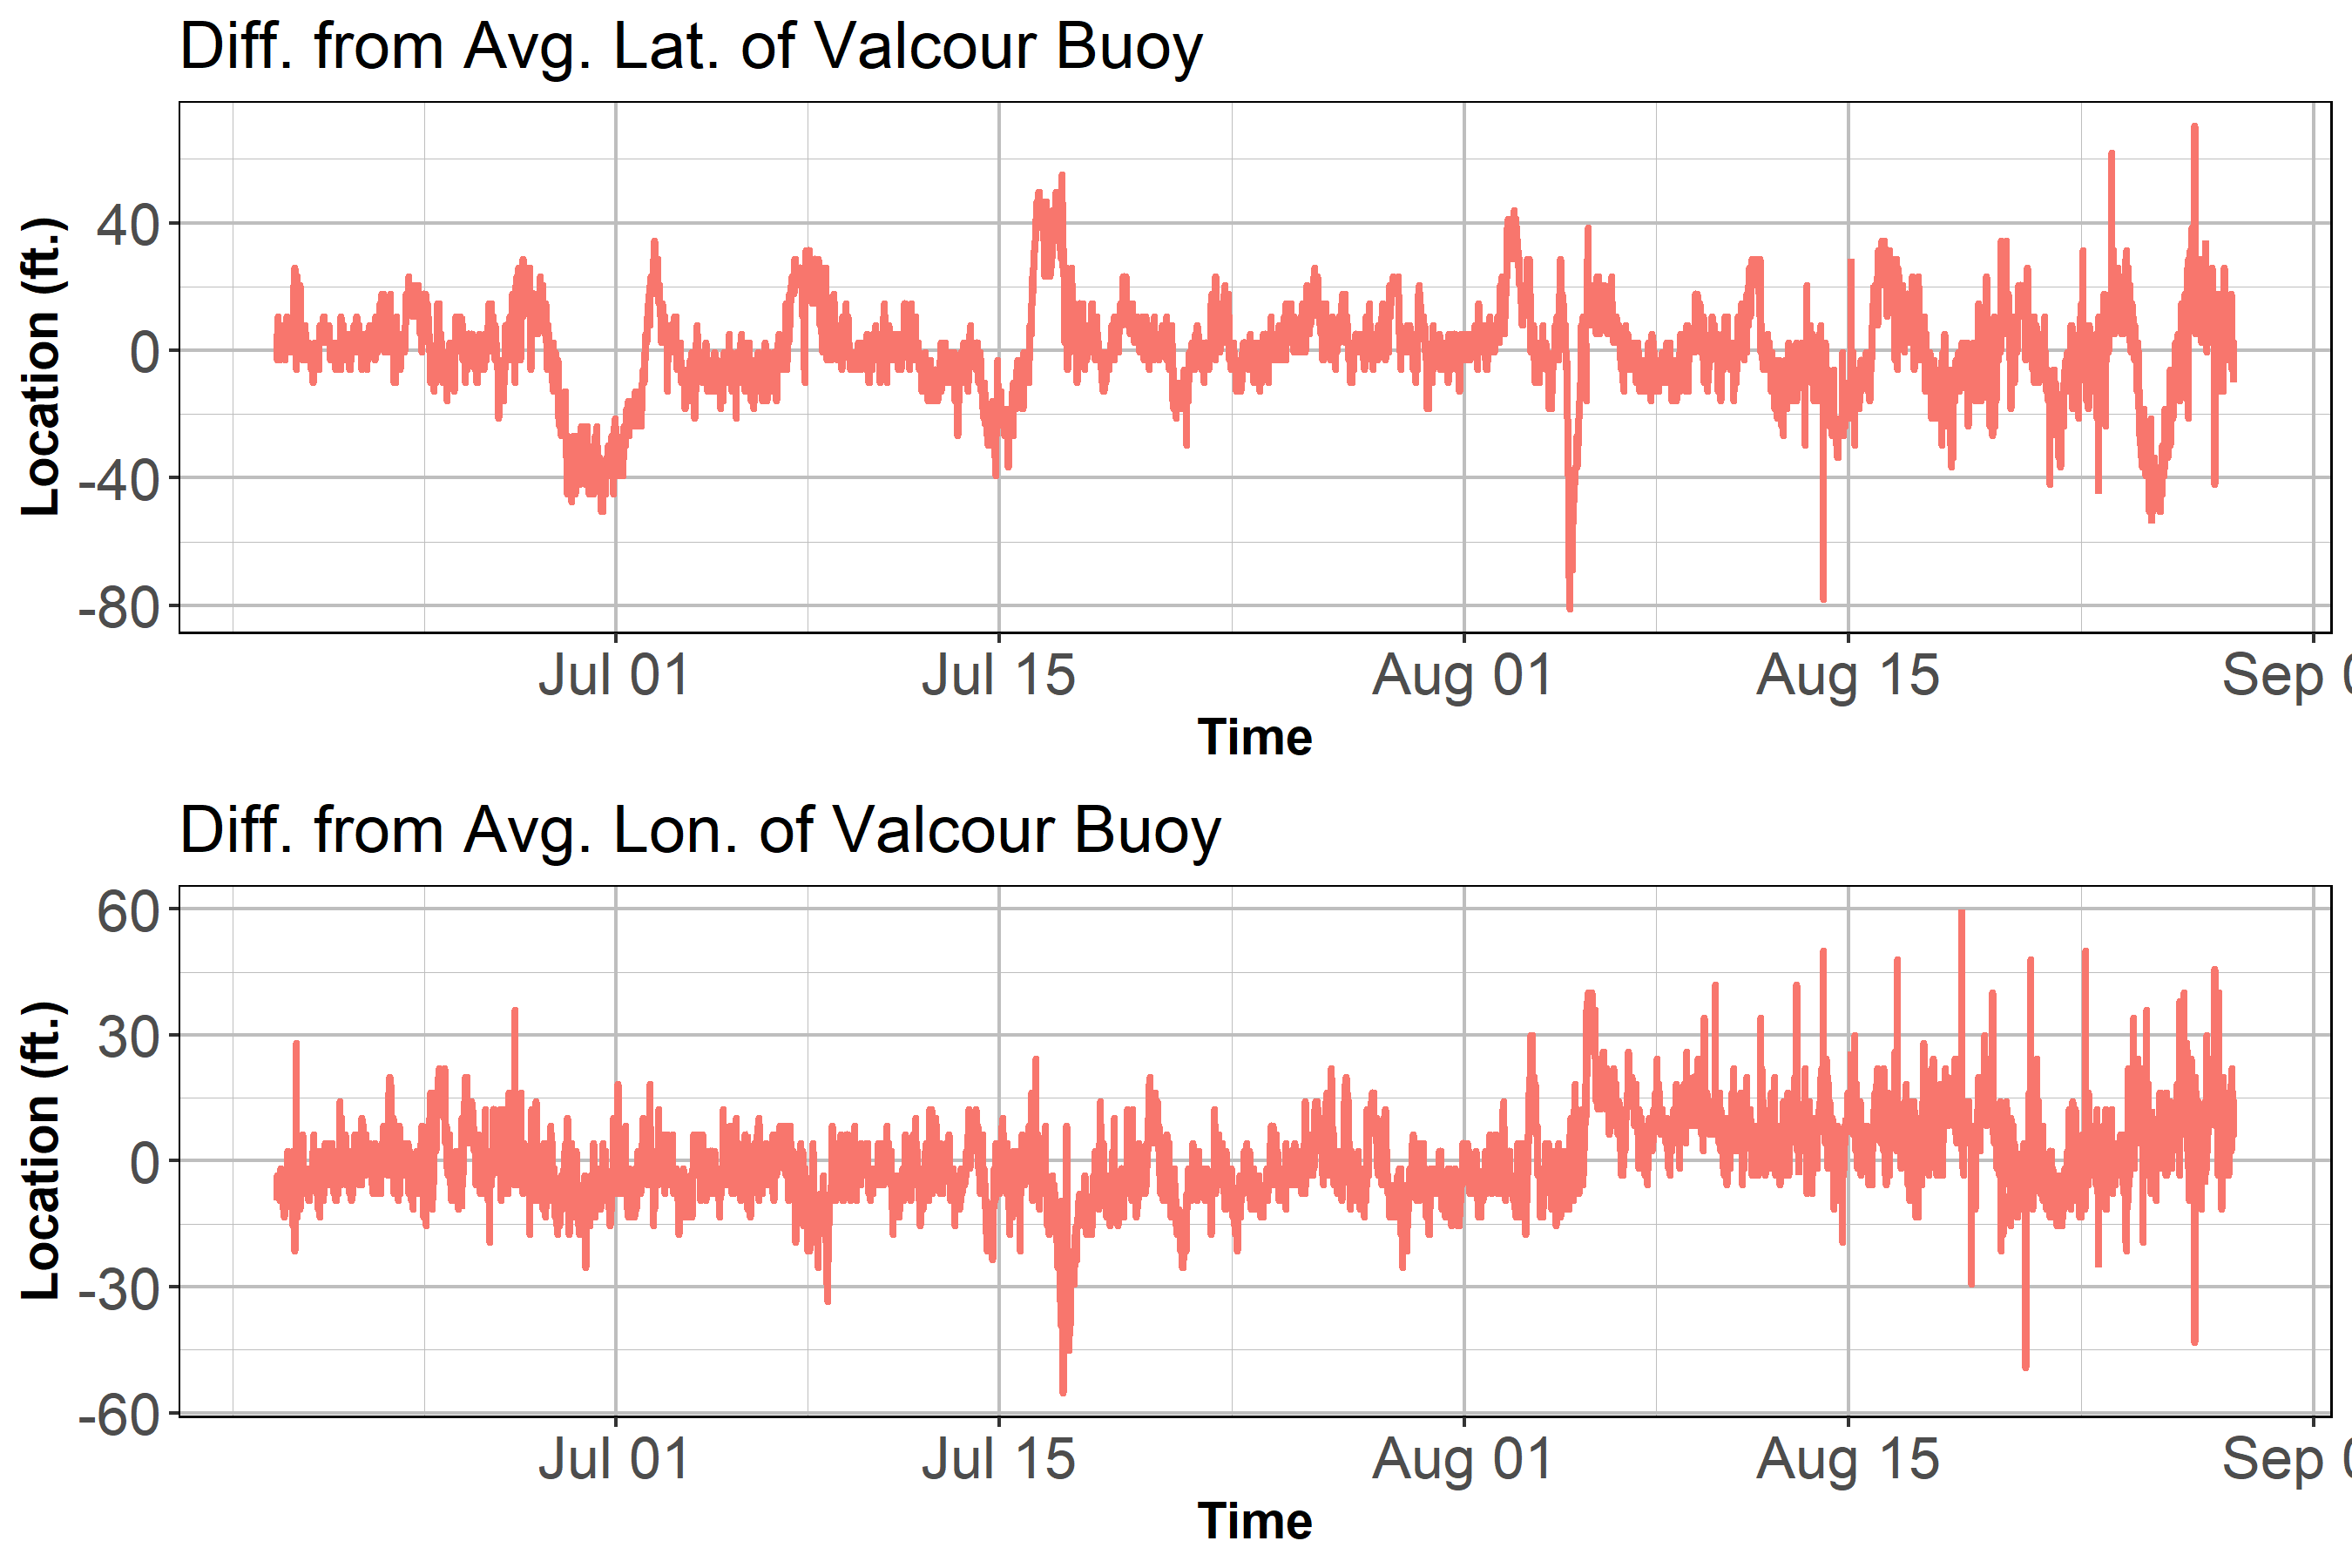 Diff. from Avg. Lat. of Valcour Buoy
Location (ft.)
40
0
-40
-80
Jul 01
Jul 15
Aug 01
Aug 15
Sep 0
Time
Diff. from Avg. Lon. of Valcour Buoy
Location (ft.)
60
30
0
-30
-60
Jul 01
Jul 15
Aug 01
Aug 15
Sep 0
Time